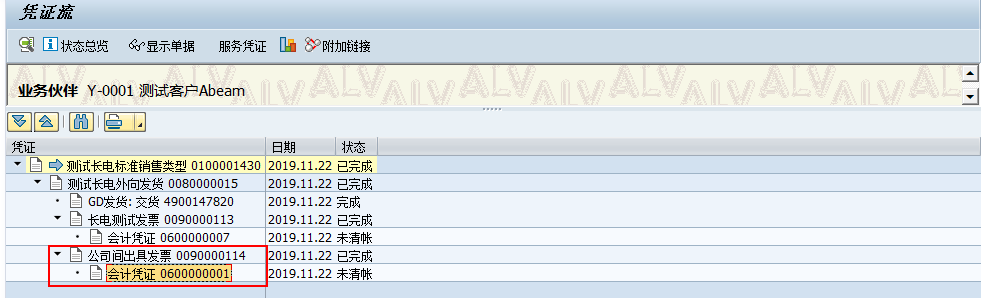 凭证流
状态总览 显示单据 服务凭证 附加链接
业务伙伴 Y-0001 测试客户Abeam
凭证 日期 状态
测试长电标准销售类型 0100001430 2019.11.22 已完成
测试长电外向发货 0080000015 2019.11.22 已完成
GD发货: 交货 4900147820 2019.11.22 完成
长电测试发票 0090000113 2019.11.22 已完成
会计凭证 0600000007 2019.11.22 未清帐
公司间出具发票 0090000114 2019.11.22 已完成
会计凭证 0600000001 2019.11.22 未清帐